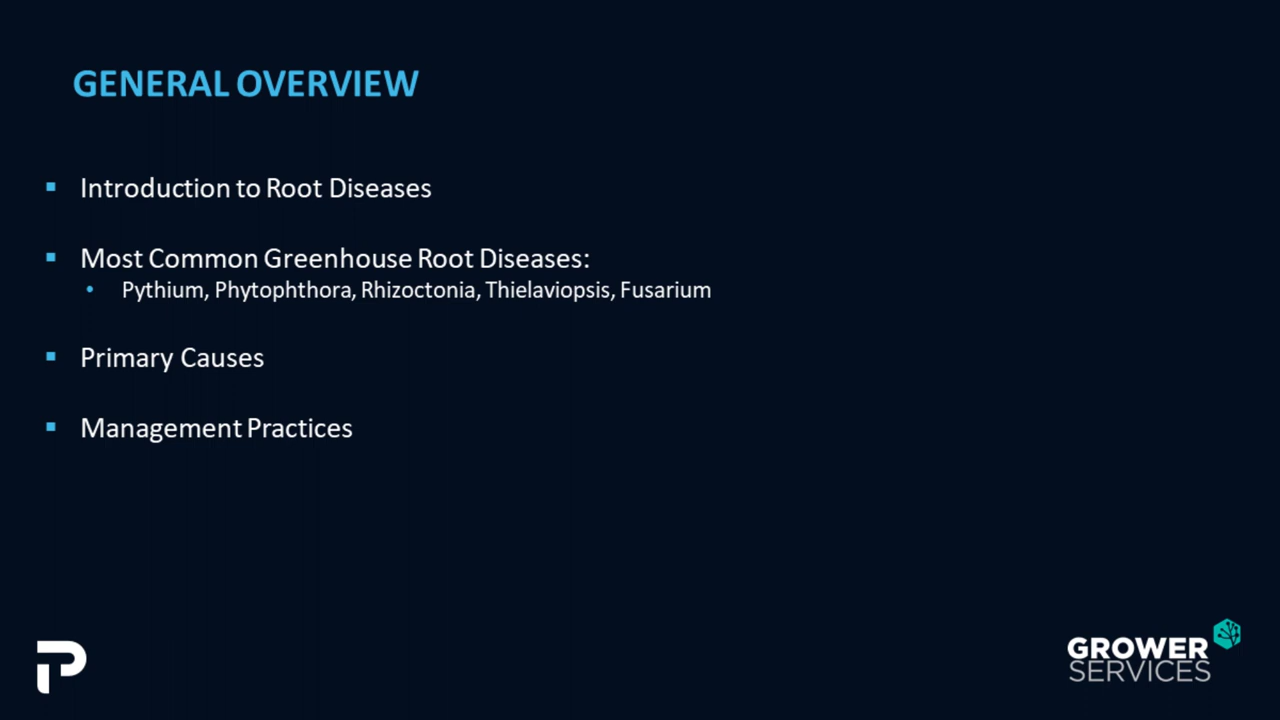 GENERAL OVERVIEW
Introduction to Root Diseases
Most Common Greenhouse Root Diseases:
Pythium, Phytophthora, Rhizoctonia, Thielaviopsis, Fusarium
Primary Causes
Management Practices
GROWER
SERVICES